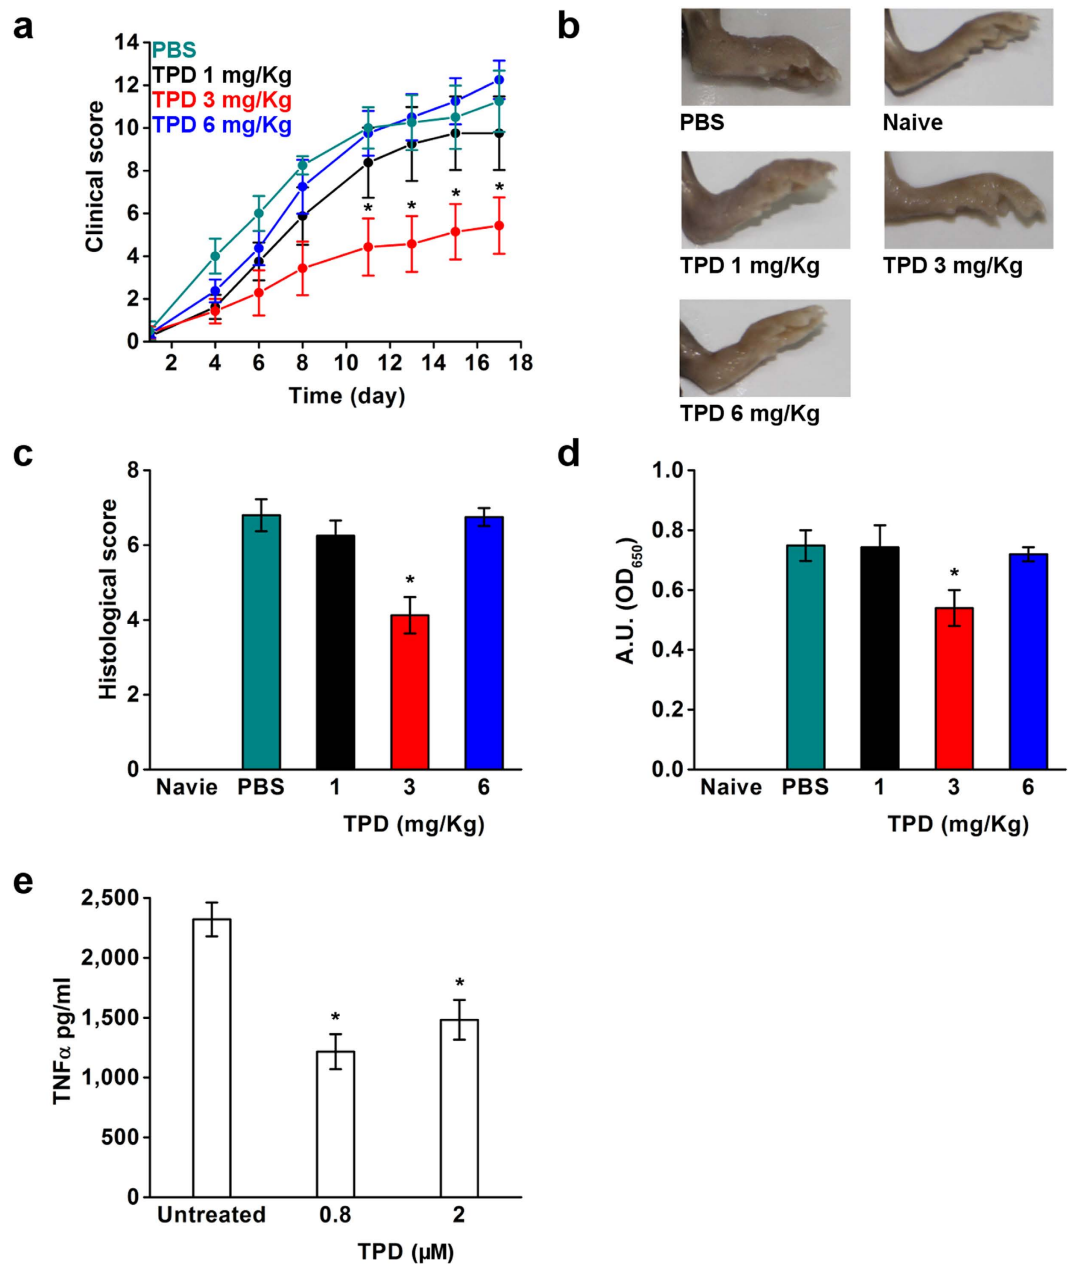 a
14
12
10
8
6
4
2
0
Clinical score
PBS
TPD 1 mg/Kg
TPD 3 mg/Kg
TPD 6 mg/Kg
* * * *
2 4 6 8 10 12 14 16 18
Time (day)
b
PBS
Naive
TPD 1 mg/Kg
TPD 3 mg/Kg
TPD 6 mg/Kg
c
8
6
4
2
0
Histological score
*
Navie PBS 1 3 6
TPD (mg/Kg)
d
1.0
0.8
0.6
0.4
0.2
0.0
A.U. (OD650)
*
Naive PBS 1 3 6
TPD (mg/Kg)
e
2,500
2,000
1,500
1,000
500
0
TNFα pg/ml
* *
Untreated 0.8 2
TPD (µM)